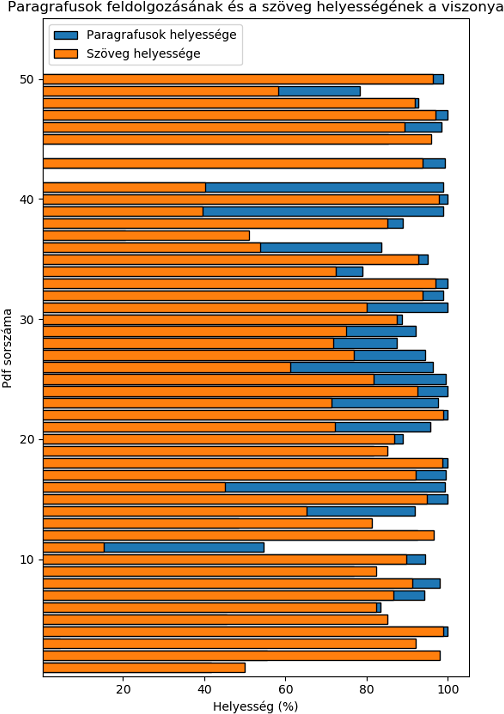 Paragrafusok feldolgozásának és a szöveg helyességének a viszonya
Paragrafusok helyessége
Szöveg helyessége
50
40
30
20
10
Pdf sorszáma
20 40 60 80 100
Helyesség (%)